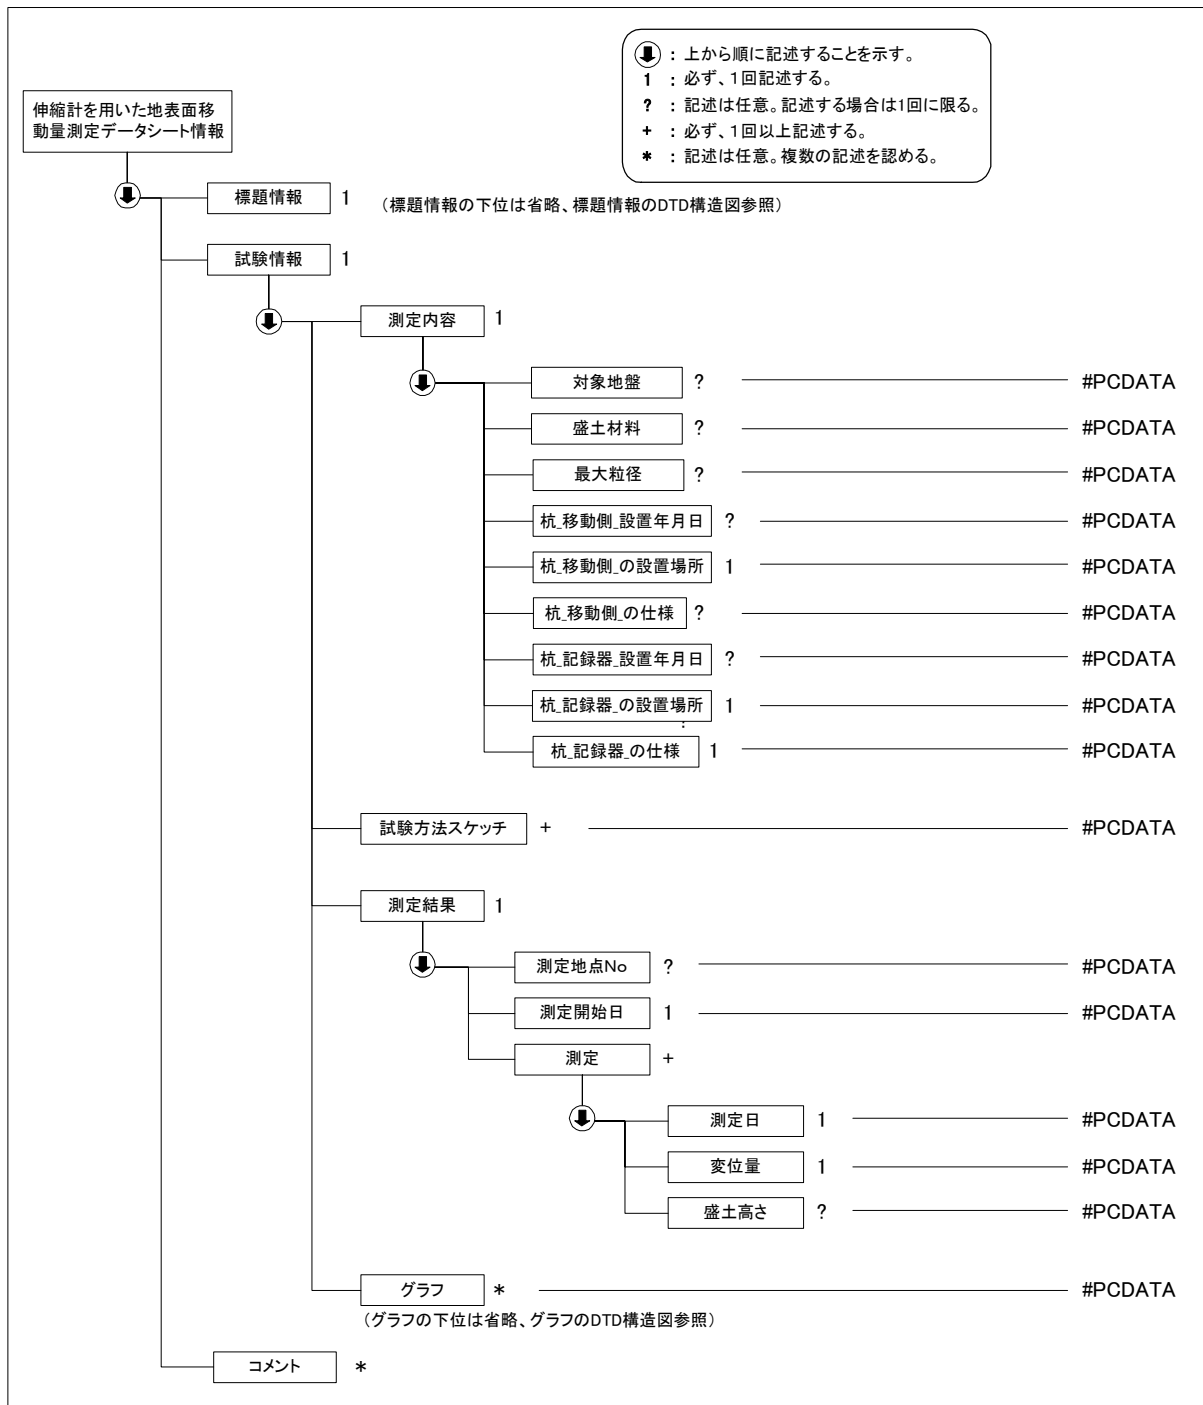 : 上から順に記述することを示す。
1 : 必ず、1回記述する。
? : 記述は任意。記述する場合は1回に限る。
+ : 必ず、1回以上記述する。
* : 記述は任意。複数の記述を認める。
伸縮計を用いた地表面移
動量測定データシート情報
標題情報 1 (標題情報の下位は省略、標題情報のDTD構造図参照)
試験情報 1
測定内容 1
対象地盤 ? #PCDATA
盛土材料 ? #PCDATA
最大粒径 ? #PCDATA
杭_移動側_設置年月日 ? #PCDATA
杭_移動側_の設置場所 1 #PCDATA
杭_移動側_の仕様 ? #PCDATA
杭_記録器_設置年月日 ? #PCDATA
杭_記録器_の設置場所 1 #PCDATA
杭_記録器_の仕様 1 #PCDATA
試験方法スケッチ + #PCDATA
測定結果 1
測定地点No ? #PCDATA
測定開始日 1 #PCDATA
測定 +
測定日 1 #PCDATA
変位量 1 #PCDATA
盛土高さ ? #PCDATA
グラフ * #PCDATA
(グラフの下位は省略、グラフのDTD構造図参照)
コメント *